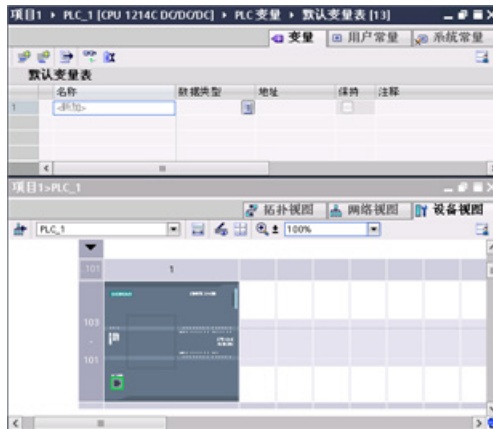 项目1 ▸ PLC_1 [CPU 1214C DC/DC/DC] ▸ PLC 变量 ▸ 默认变量表 [13]
变量 用户常量 系统常量
默认变量表
名称 数据类型 地址 保持 注释
1 <新加>
项目1>PLC_1
拓扑视图 网络视图 设备视图
PLC_1 100%
101 1
103
-
101